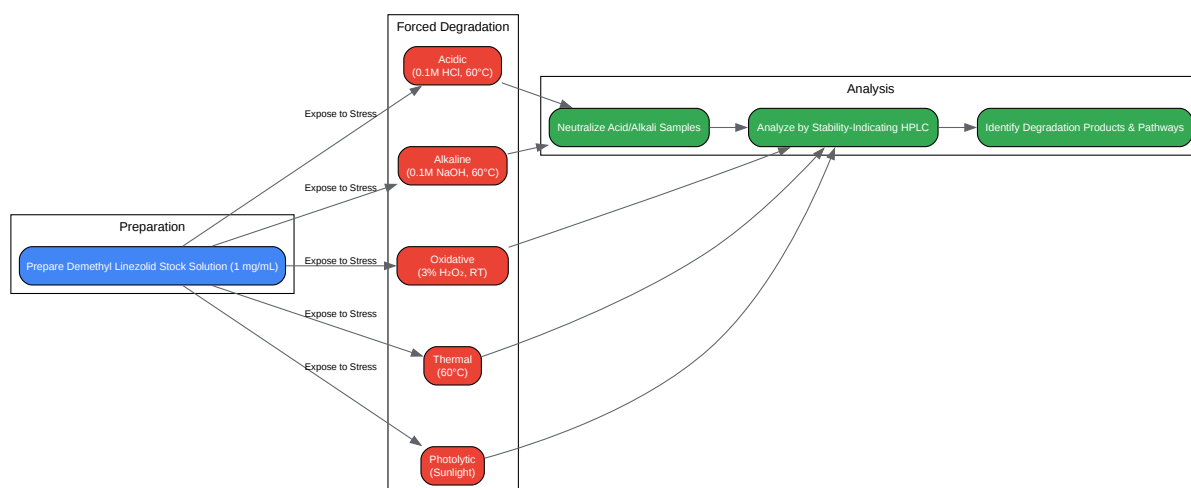 Preparation
Prepare Demethyl Linezolid Stock Solution (1 mg/mL)
Expose to Stress
Expose to Stress
Expose to Stress
Expose to Stress
Expose to Stress
Forced Degradation
Acidic
(0.1M HCl, 60°C)
Alkaline
(0.1M NaOH, 60°C)
Oxidative
(3% H₂O₂, RT)
Thermal
(60°C)
Photolytic
(Sunlight)
Analysis
Neutralize Acid/Alkali Samples
Analyze by Stability-Indicating HPLC
Identify Degradation Products & Pathways